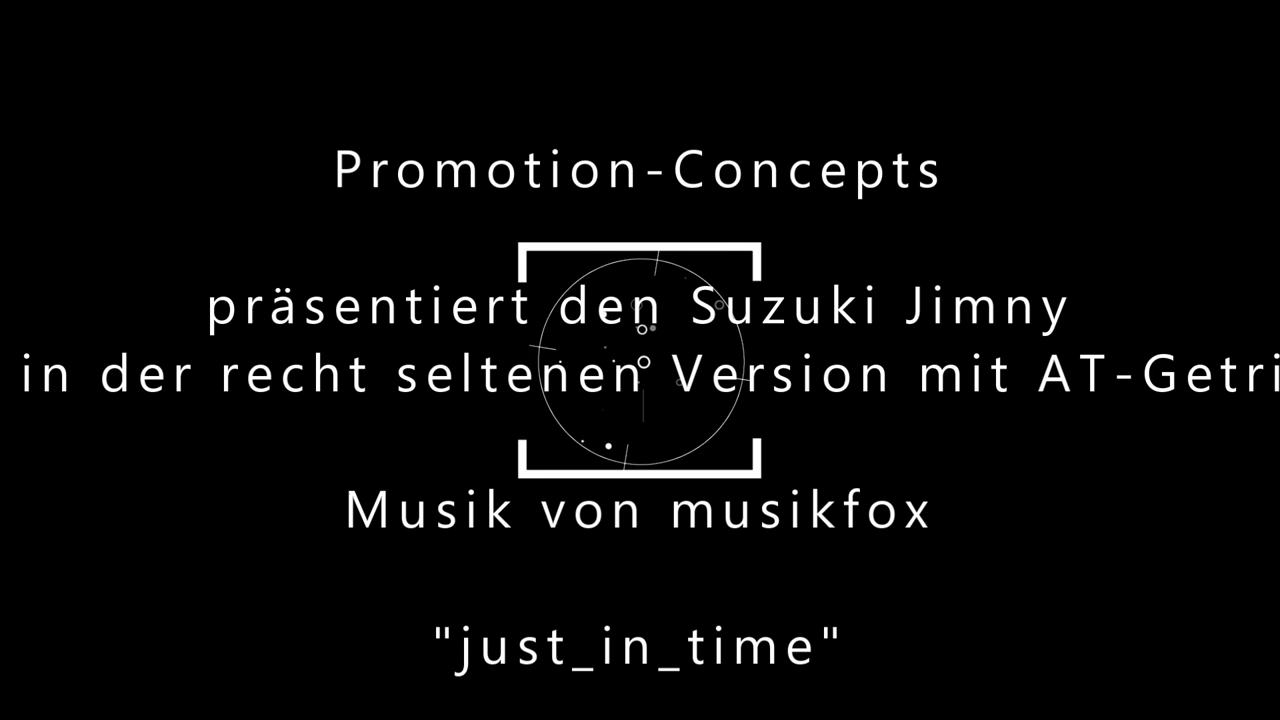 Promotion-Concepts
präsentiert den Suzuki Jimny
in der recht seltenen Version mit AT-Getri
Musik von musikfox
"just_in_time"